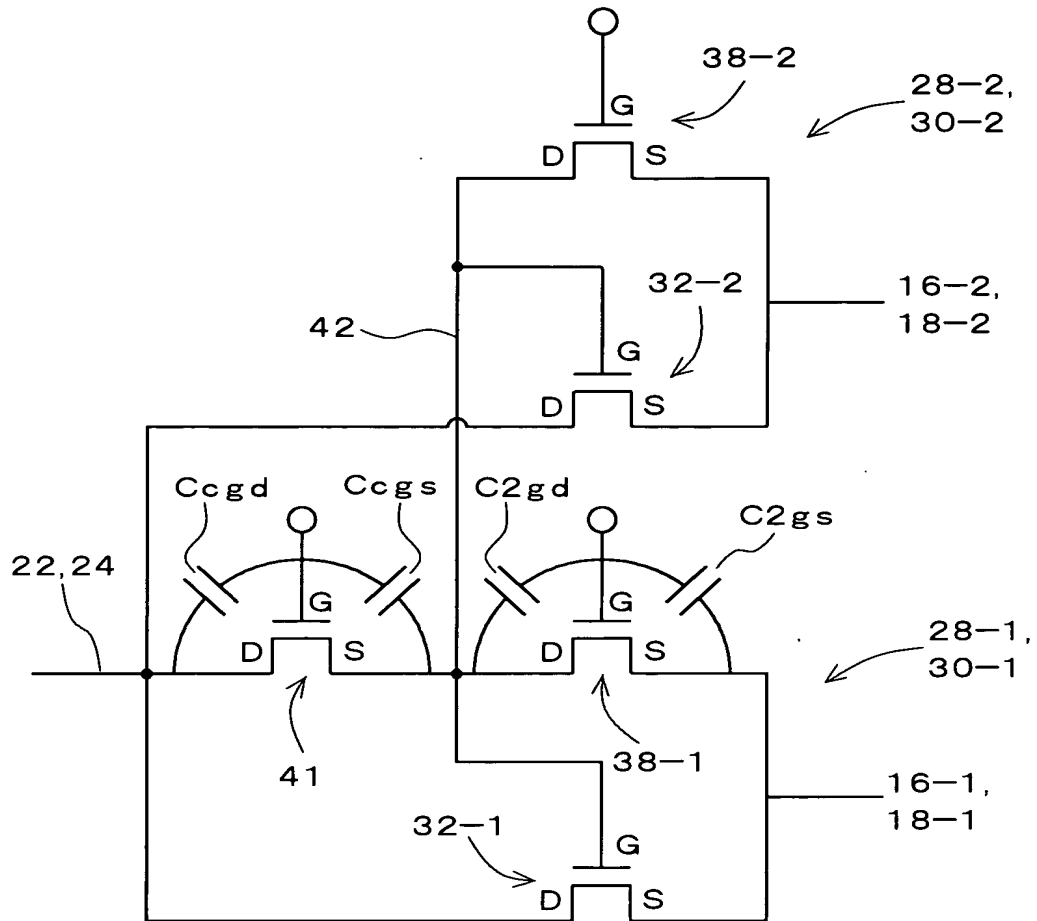 38-2
28-2,
30-2
G
D S
32-2
16-2,
18-2
42
G
D S
Ccgd Ccgs C2gd C2gs
22,24
G G
D S D S
28-1,
30-1
41 38-1
16-1,
18-1
32-1
G
D S